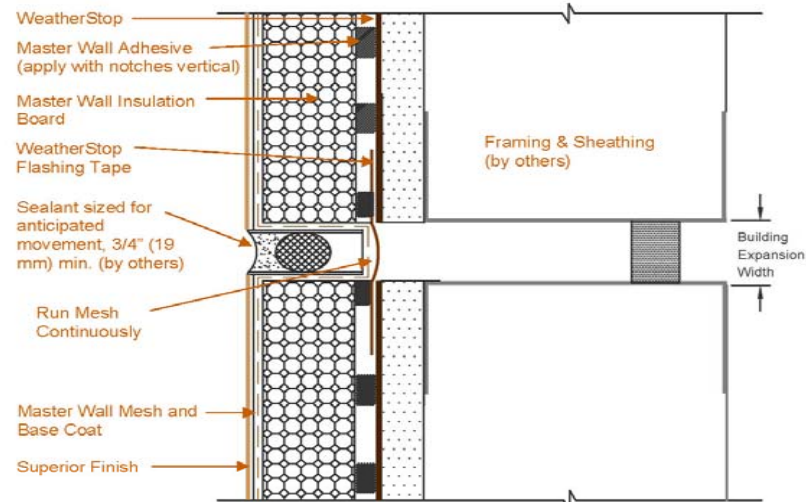 WeatherStop
Master Wall Adhesive
(apply with notches vertical)
Master Wall Insulation
Board
WeatherStop
Flashing Tape
Sealant sized for
anticipated
movement, 3/4" (19
mm) min. (by others)
Run Mesh
Continuously
Master Wall Mesh and
Base Coat
Superior Finish
Framing & Sheathing
(by others)
Building
Expansion
Width